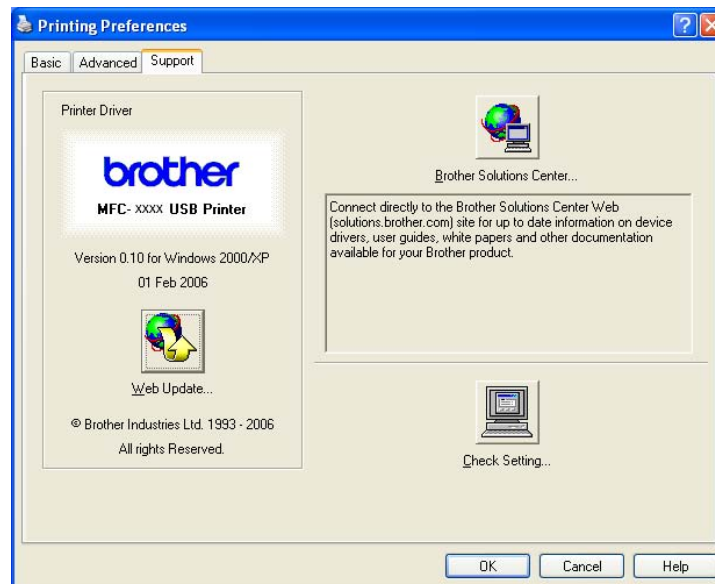 Printing Preferences
Basic
Advanced
Support
Printer Driver
brother
MFC- xxxx USB Printer
Version 0.10 for Windows 2000/XP
01 Feb 2006
Web Update...
© Brother Industries Ltd. 1993 - 2006
All rights Reserved.
Brother Solutions Center...
Connect directly to the Brother Solutions Center Web
(solutions.brother.com) site for up to date information on device
drivers, user guides, white papers and other documentation
available for your Brother product.
Check Setting...
OK
Cancel
Help